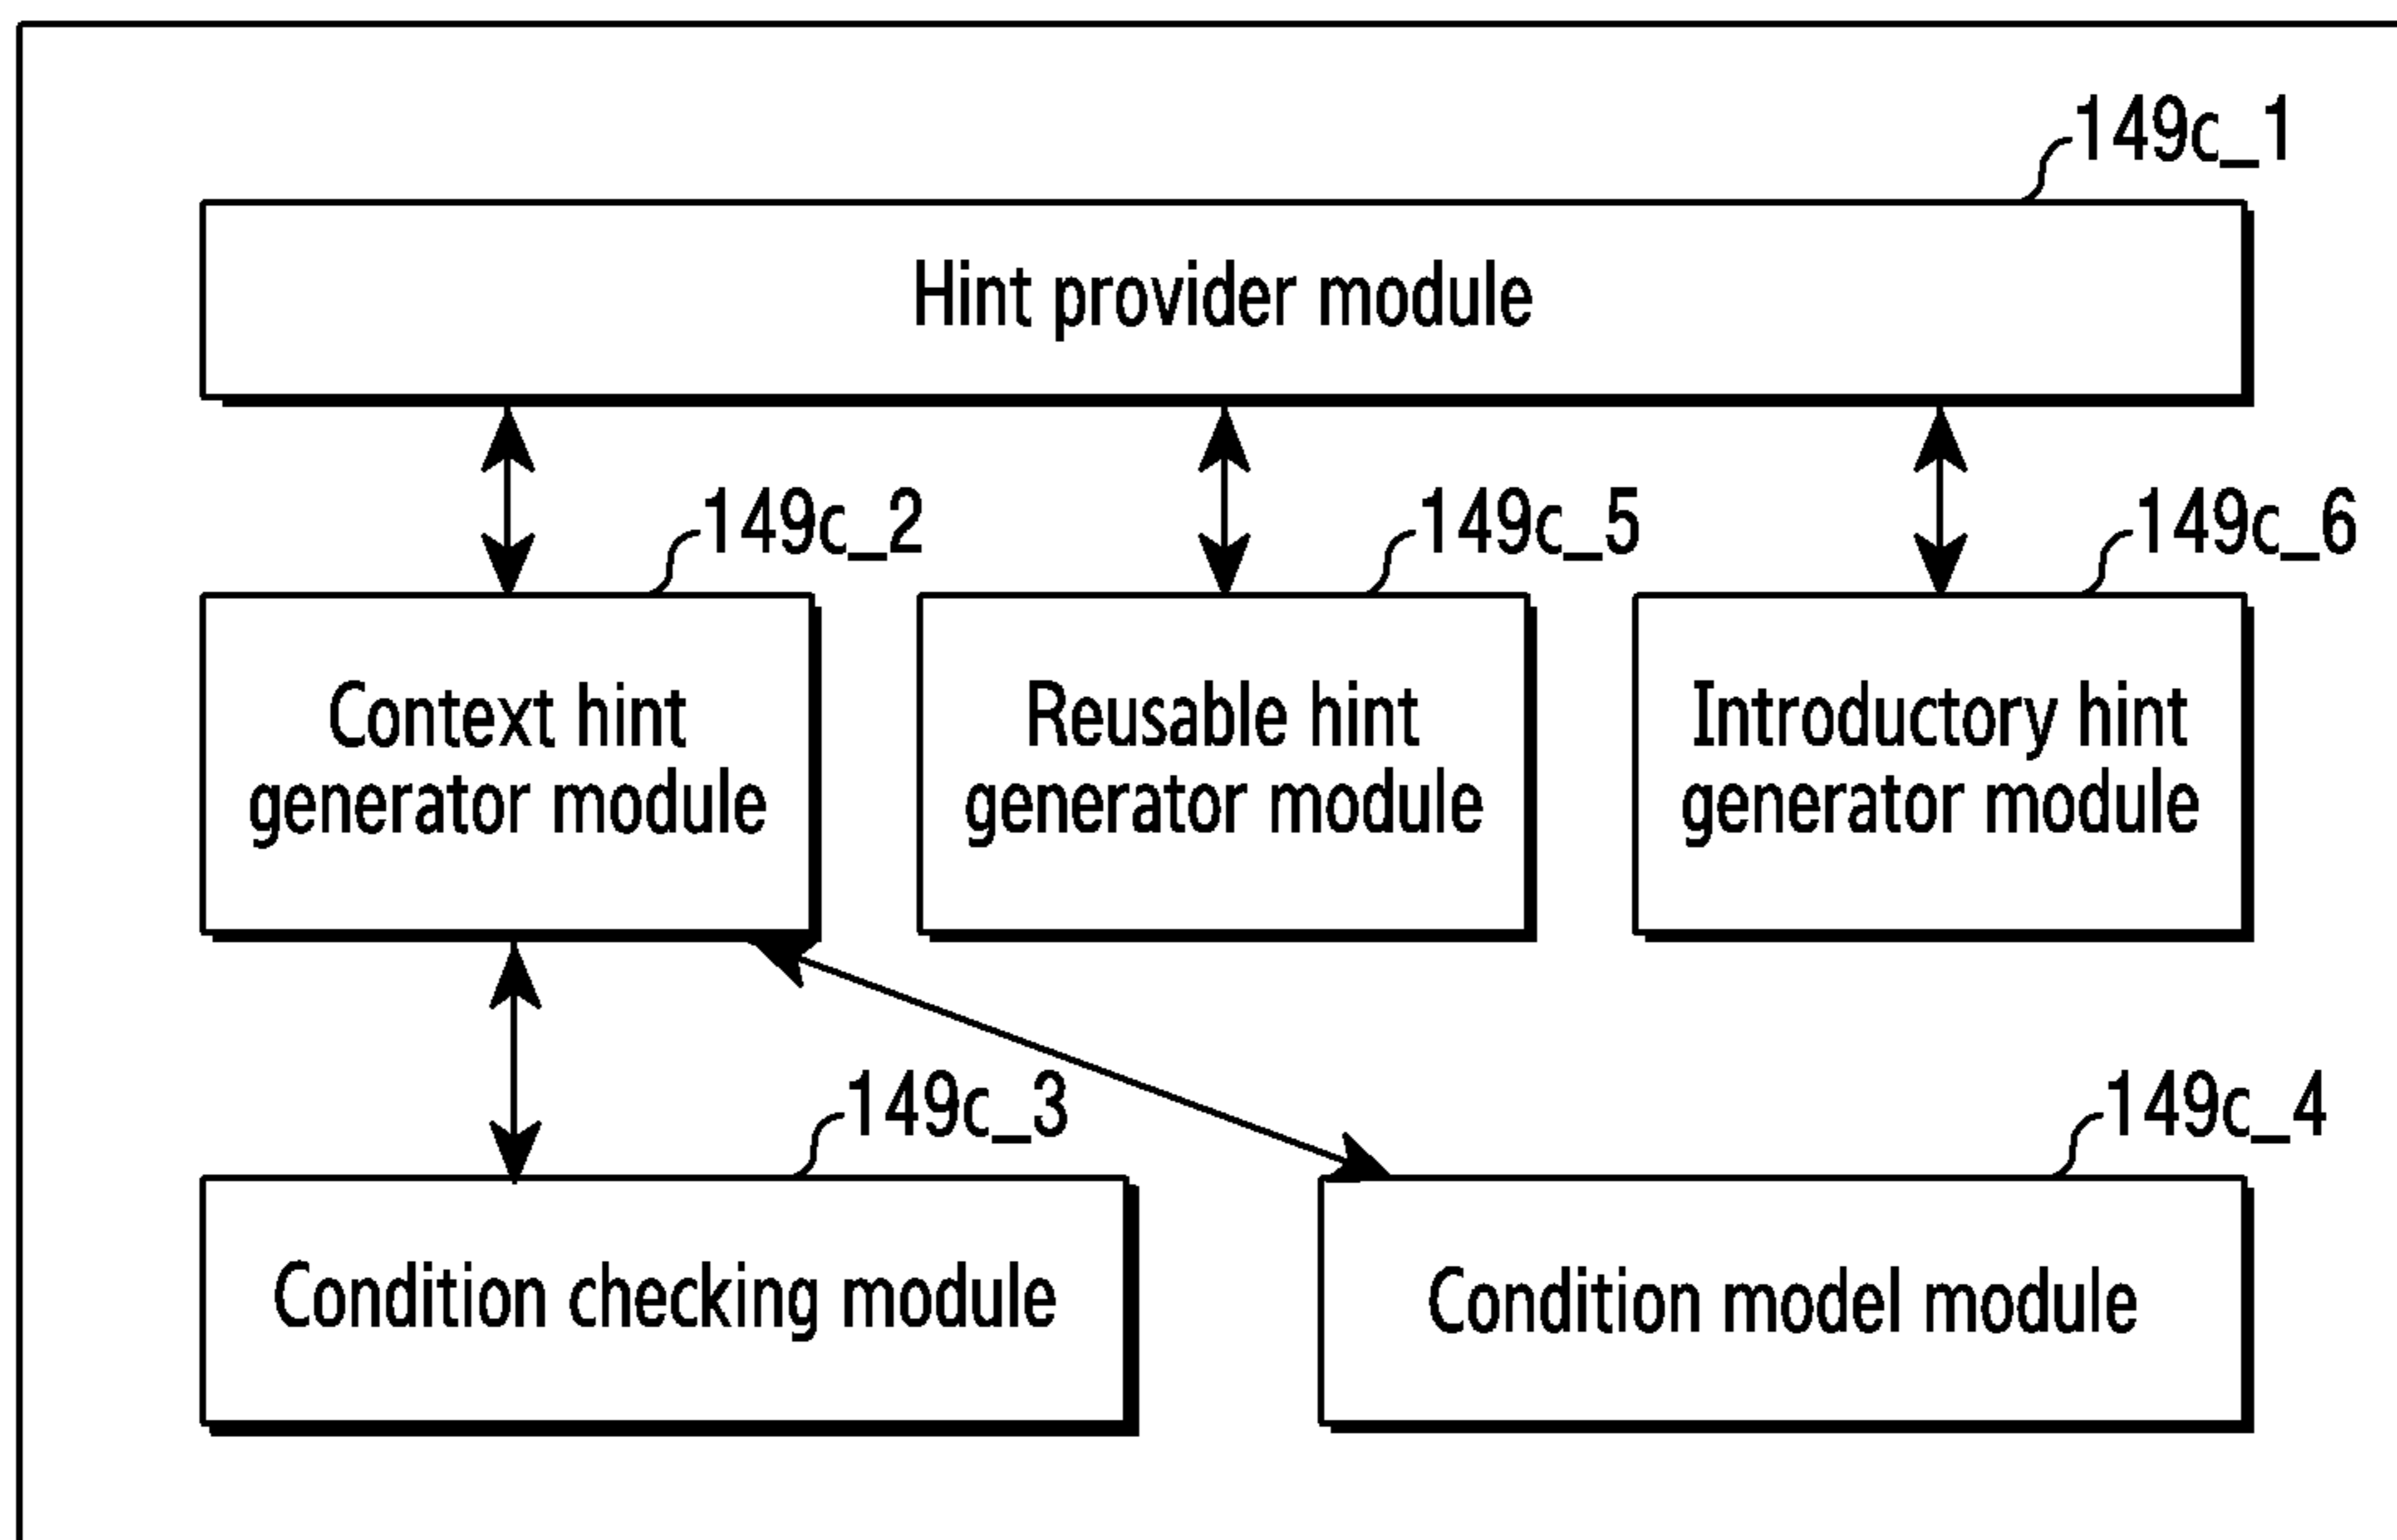 149c_1
Hint provider module
149c_2
149c_5
149c_6
Context hint
generator module
Reusable hint
generator module
Introductory hint
generator module
149c_3
149c_4
Condition checking module
Condition model module